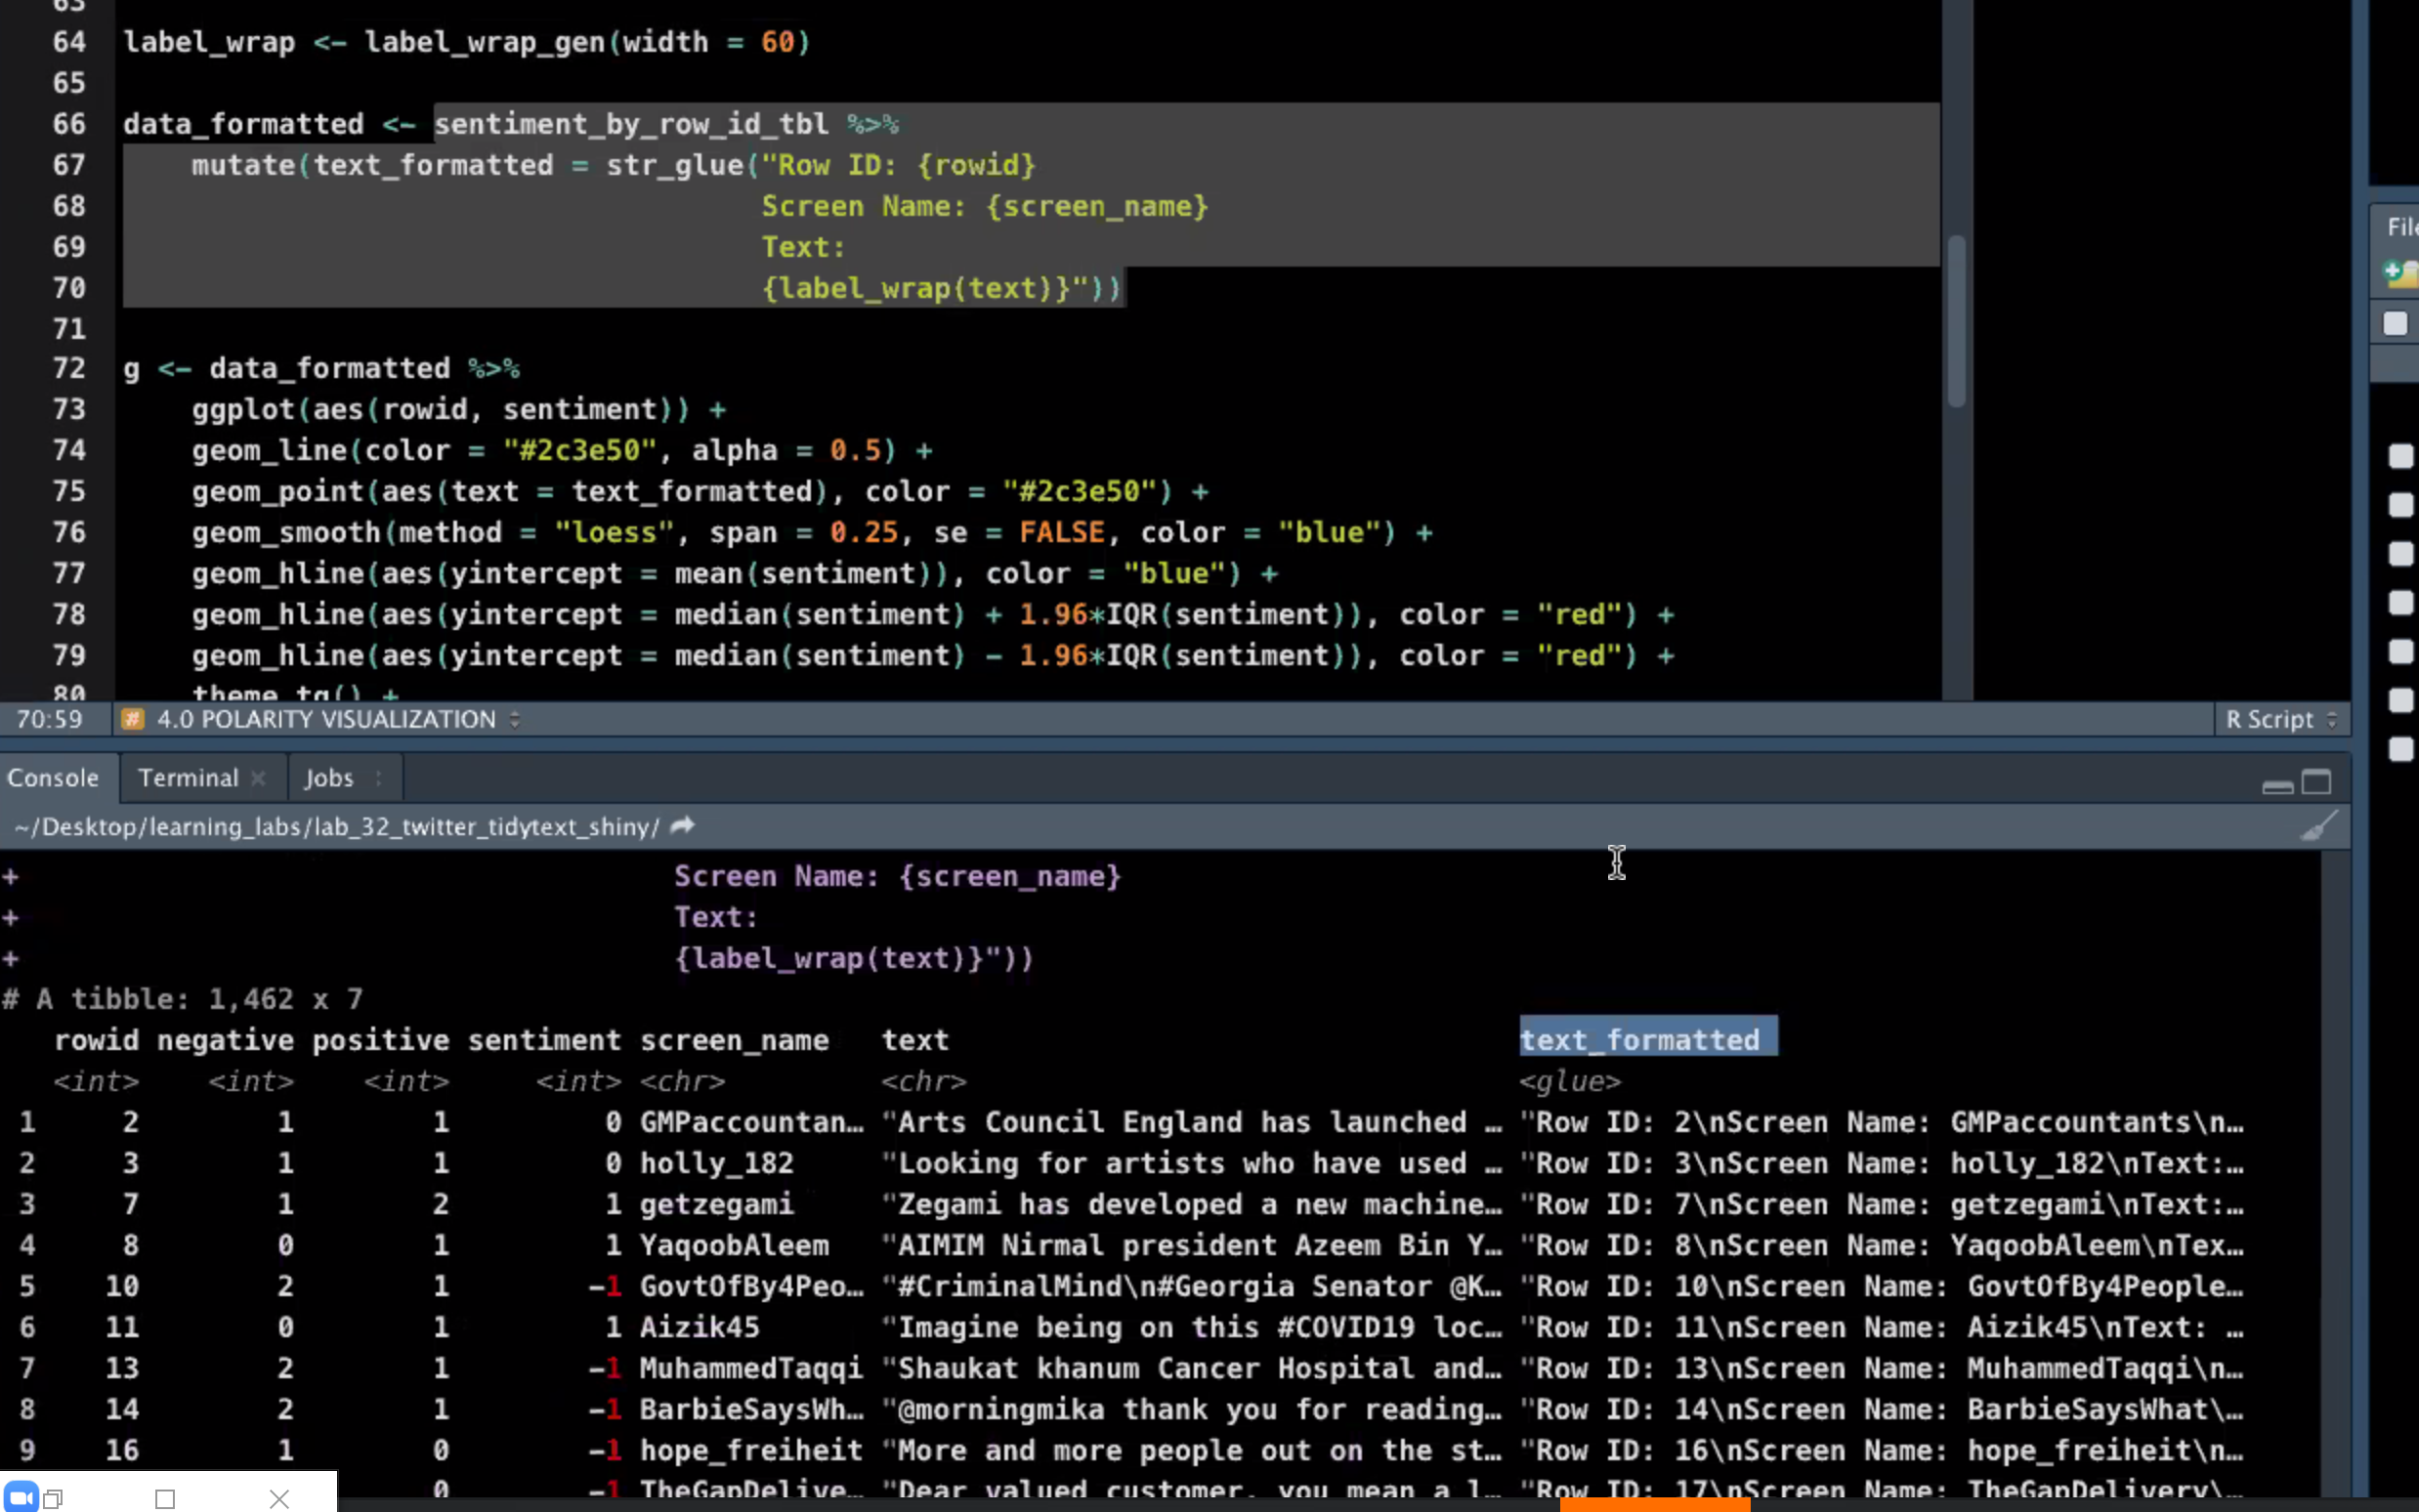 63
64 label_wrap <- label_wrap_gen(width = 60)
65
66 data_formatted <- sentiment_by_row_id_tbl %>%
67 mutate(text_formatted = str_glue("Row ID: {rowid}
68 Screen Name: {screen_name}
69 Text:
70 {label_wrap(text)}"))
71
72 g <- data_formatted %>%
73 ggplot(aes(rowid, sentiment)) +
74 geom_line(color = "#2c3e50", alpha = 0.5) +
75 geom_point(aes(text = text_formatted), color = "#2c3e50") +
76 geom_smooth(method = "loess", span = 0.25, se = FALSE, color = "blue") +
77 geom_hline(aes(yintercept = mean(sentiment)), color = "blue") +
78 geom_hline(aes(yintercept = median(sentiment) + 1.96*IQR(sentiment)), color = "red") +
79 geom_hline(aes(yintercept = median(sentiment) - 1.96*IQR(sentiment)), color = "red") +
80 theme_tq() +
70:59 # 4.0 POLARITY VISUALIZATION R Script
File
Console Terminal Jobs
~/Desktop/learning_labs/lab_32_twitter_tidytext_shiny/
+ Screen Name: {screen_name}
+ Text:
+ {label_wrap(text)}"))
# A tibble: 1,462 x 7
rowid negative positive sentiment screen_name text text_formatted
<int> <int> <int> <int> <chr> <chr> <glue>
1 2 1 1 0 GMPaccountan… "Arts Council England has launched … "Row ID: 2\nScreen Name: GMPaccountants\n…
2 3 1 1 0 holly_182 "Looking for artists who have used … "Row ID: 3\nScreen Name: holly_182\nText:…
3 7 1 2 1 getzegami "Zegami has developed a new machine… "Row ID: 7\nScreen Name: getzegami\nText:…
4 8 0 1 1 YaqoobAleem "AIMIM Nirmal president Azeem Bin Y… "Row ID: 8\nScreen Name: YaqoobAleem\nTex…
5 10 2 1 -1 GovtOfBy4Peo… "#CriminalMind\n#Georgia Senator @K… "Row ID: 10\nScreen Name: GovtOfBy4People…
6 11 0 1 1 Aizik45 "Imagine being on this #COVID19 loc… "Row ID: 11\nScreen Name: Aizik45\nText: …
7 13 2 1 -1 MuhammedTaqqi "Shaukat khanum Cancer Hospital and… "Row ID: 13\nScreen Name: MuhammedTaqqi\n…
8 14 2 1 -1 BarbieSaysWh… "@morningmika thank you for reading… "Row ID: 14\nScreen Name: BarbieSaysWhat\…
9 16 1 0 -1 hope_freiheit "More and more people out on the st… "Row ID: 16\nScreen Name: hope_freiheit\n…
0 -1 TheGapDelive… "Dear valued customer, you mean a l… "Row ID: 17\nScreen Name: TheGapDelivery\…